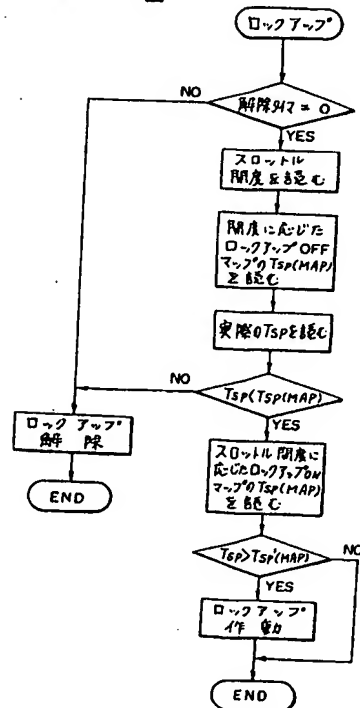 ロックアップ
NO
解除タイマ = 0
YES
スロットル
開度を読む
開度に応じた
ロックアップOFF
マップのTSP(MAP)
を読む
実際のTSPを読む
NO
TSP<TSP(MAP)
YES
ロックアップ
解 除
END
スロットル開度に
応じたロックアップON
マップのTSP(MAP)
を読む
TSP>TSP'(MAP)
NO
YES
ロックアップ
作 動
END